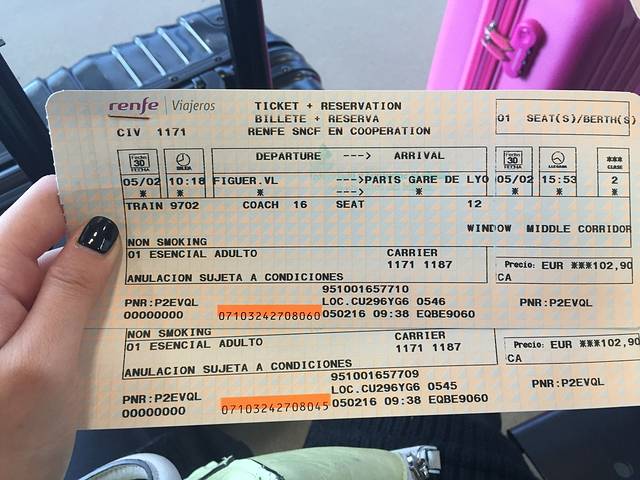 renfe Viajeros TICKET + RESERVATION
BILLETE + RESERVA 01 SEAT(S)/BERTH(S)
CIV 1171 RENFE SNCF EN COOPERATION
DEPARTURE ---> ARRIVAL ***
05/02 10:18 FIGUER.VL --->PARIS GARE DE LYO 05/02 15:53 2
* * * ---> * * * *
TRAIN 9702 COACH 16 SEAT 12
WINDOW MIDDLE CORRIDOR
NON SMOKING
01 ESENCIAL ADULTO CARRIER
1171 1187 Precio: EUR ***102,90
ANULACION SUJETA A CONDICIONES CA
951001657710
PNR:P2EVQL LOC.CU296YG6 0546 PNR:P2EVQL
00000000 07103242708060 050216 09:38 EQBE9060
NON SMOKING
01 ESENCIAL ADULTO CARRIER
1171 1187 Precio: EUR ***102,90
CA
ANULACION SUJETA A CONDICIONES
951001657709
PNR:P2EVQL LOC.CU296YG6 0545 PNR:P2EVQL
00000000 07103242708045 050216 09:38 EQBE9060